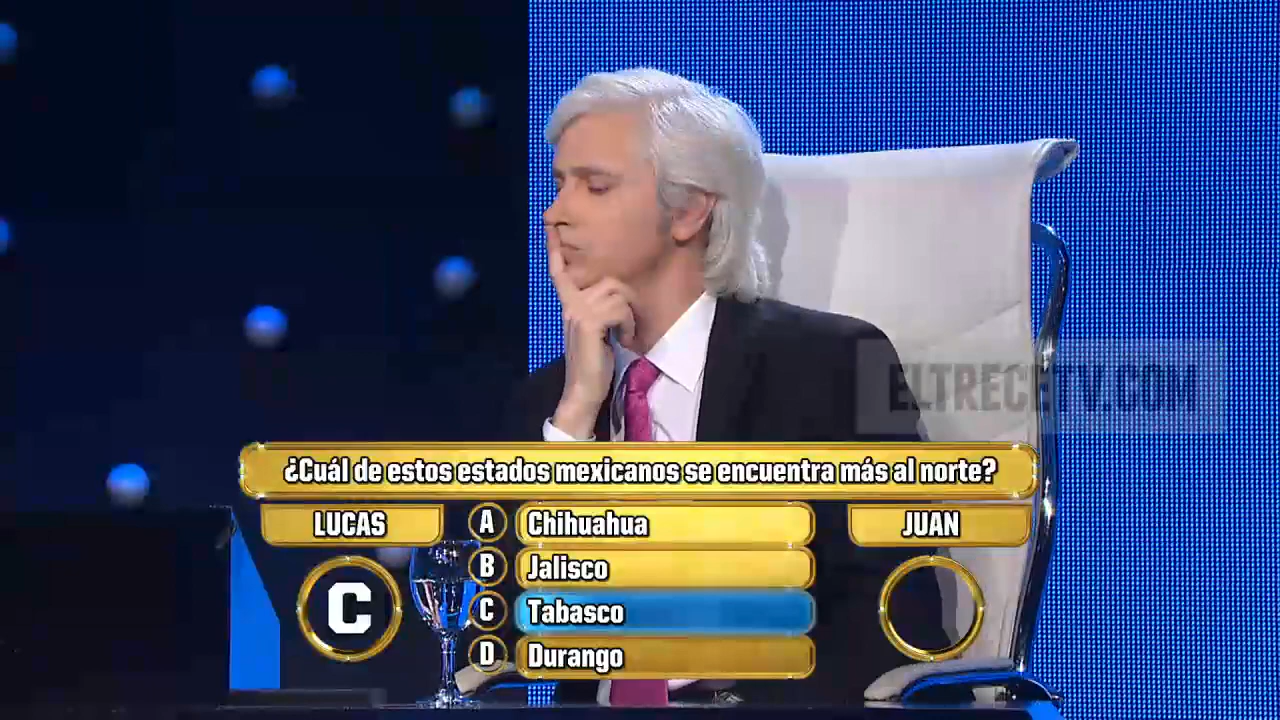 ELTRECETV.COM
¿Cuál de estos estados mexicanos se encuentra más al norte?
LUCAS
A Chihuahua
JUAN
B Jalisco
C
C Tabasco
D Durango